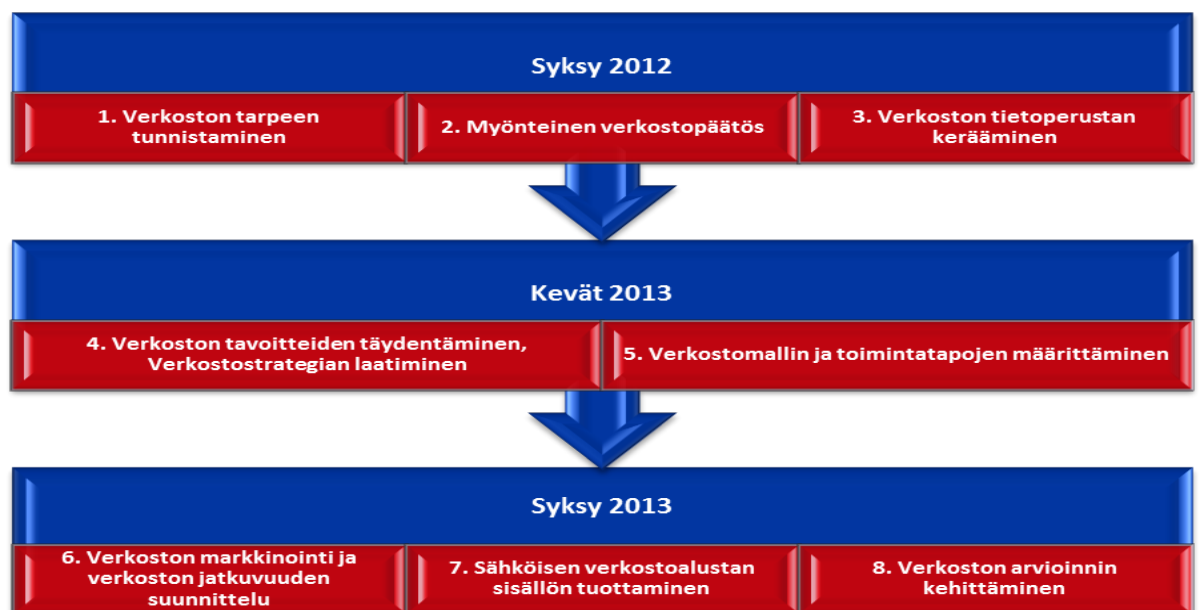 Syksy 2012
1. Verkoston tarpeen
tunnistaminen
2. Myönteinen verkostopäätös
3. Verkoston tietoperustan
kerääminen
Kevät 2013
4. Verkoston tavoitteiden täydentäminen,
Verkostostrategian laatiminen
5. Verkostomallin ja toimintatapojen määrittäminen
Syksy 2013
6. Verkoston markkinointi ja
verkoston jatkuvuuden
suunnittelu
7. Sähköisen verkostoalustan
sisällön tuottaminen
8. Verkoston arvioinnin
kehittäminen